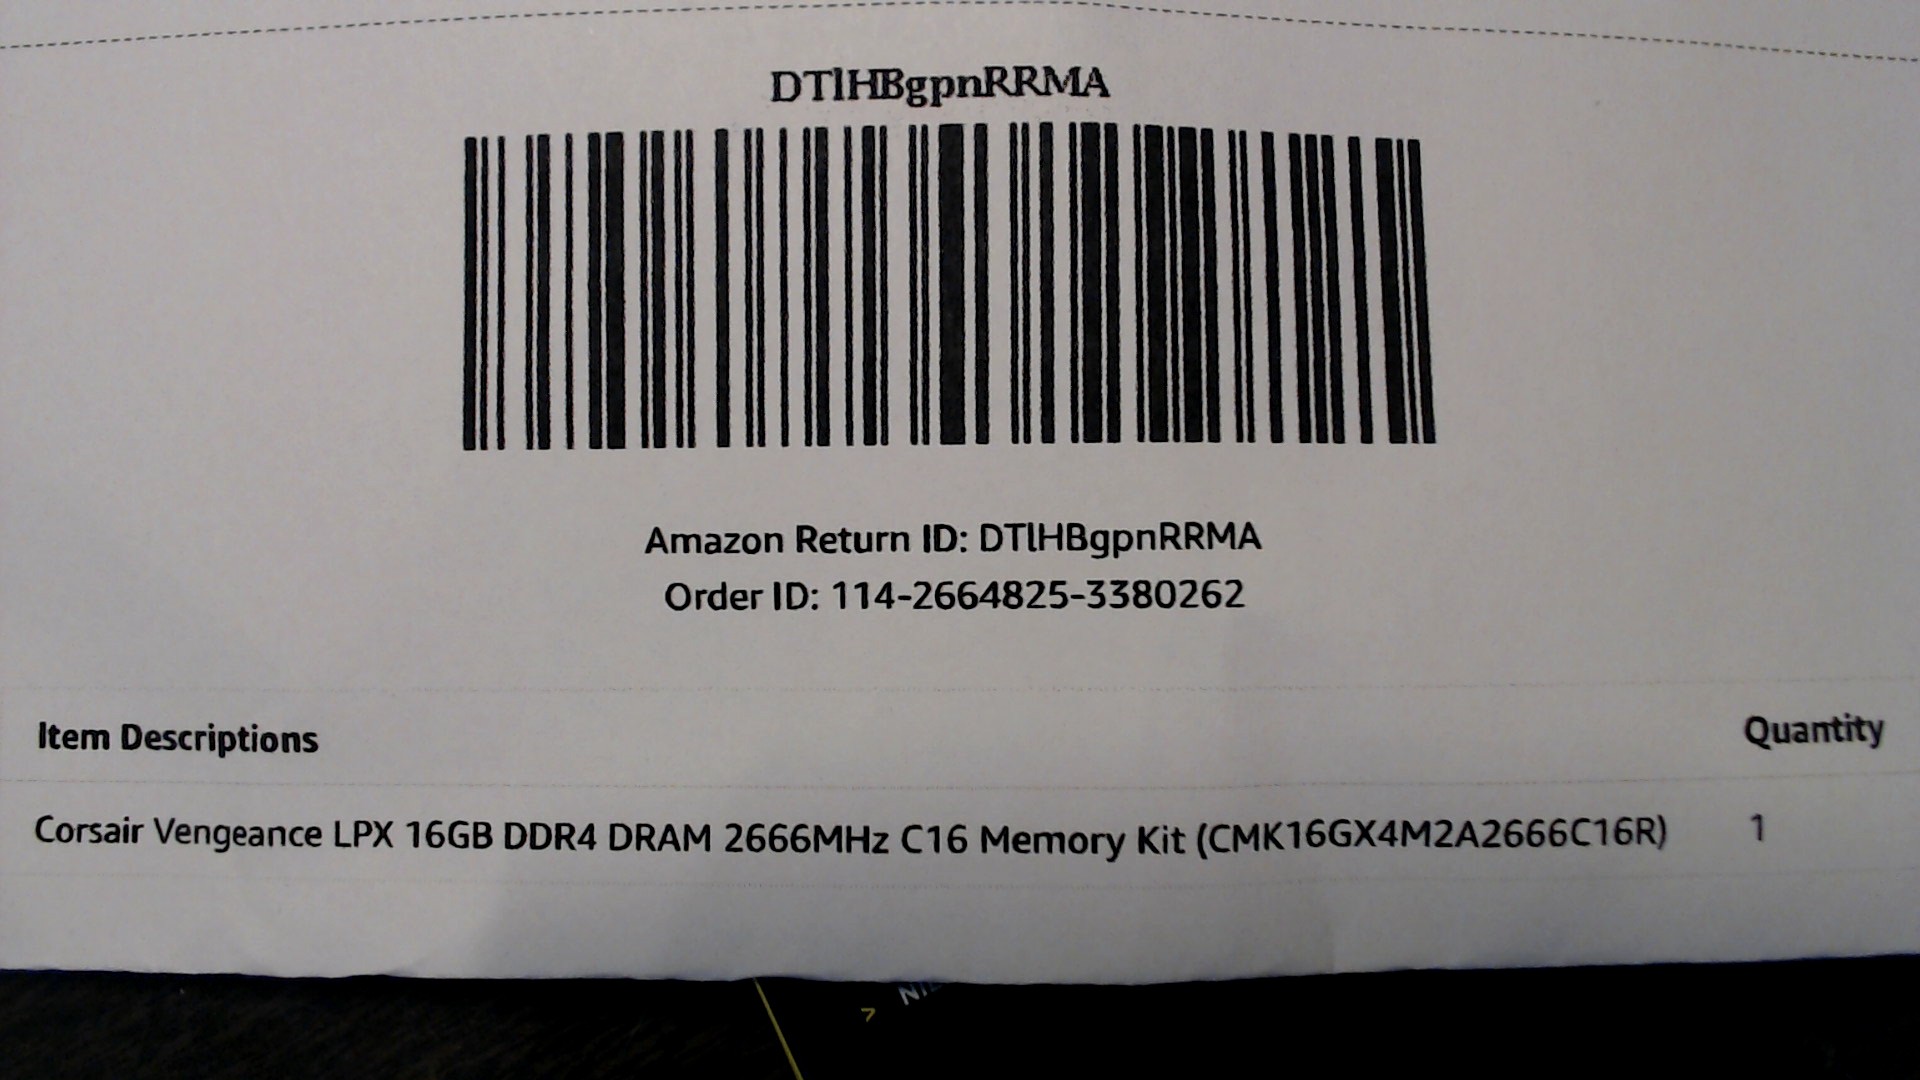 DTlHBgpnRRMA
Amazon Return ID: DTlHBgpnRRMA
Order ID: 114-2664825-3380262
Item Descriptions Quantity
Corsair Vengeance LPX 16GB DDR4 DRAM 2666MHz C16 Memory Kit (CMK16GX4M2A2666C16R) 1